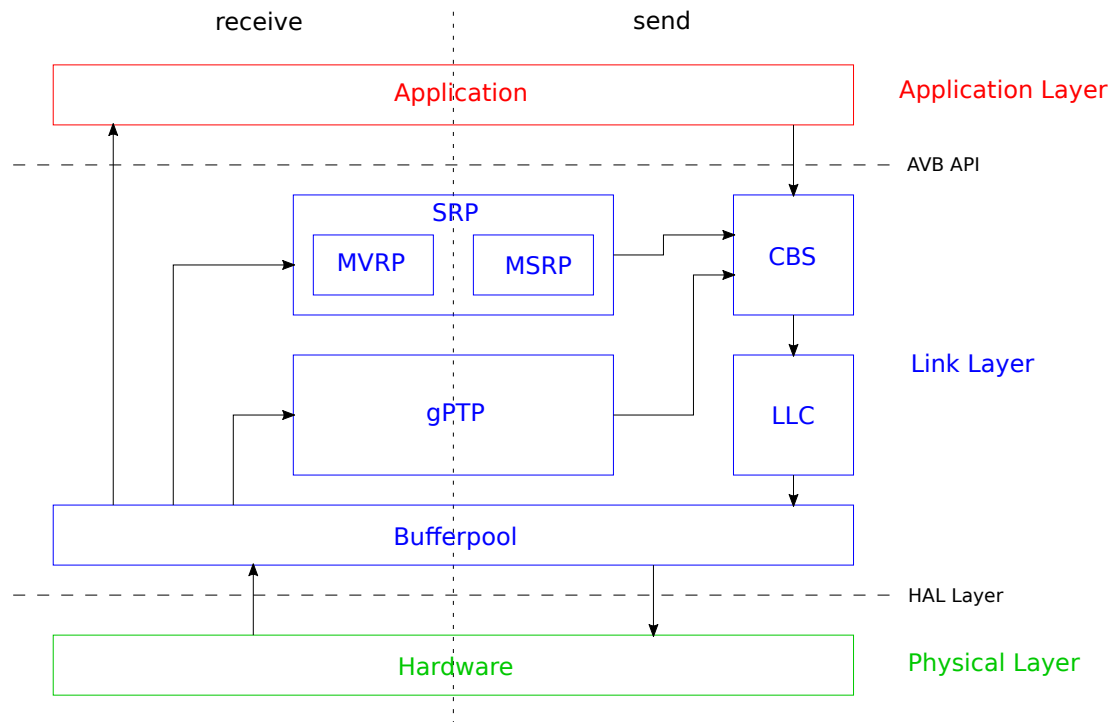 receive
send
Application
Application Layer
AVB API
SRP
MVRP
MSRP
CBS
Link Layer
gPTP
LLC
Bufferpool
HAL Layer
Hardware
Physical Layer